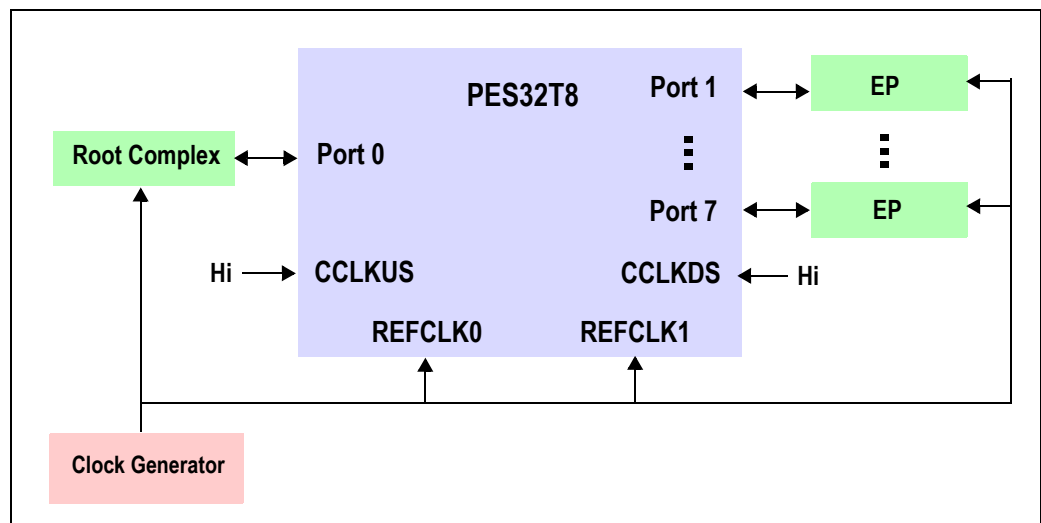 PES32T8
Port 1
EP
Root Complex
Port 0
Port 7
EP
Hi
CCLKUS
CCLKDS
Hi
REFCLK0
REFCLK1
Clock Generator